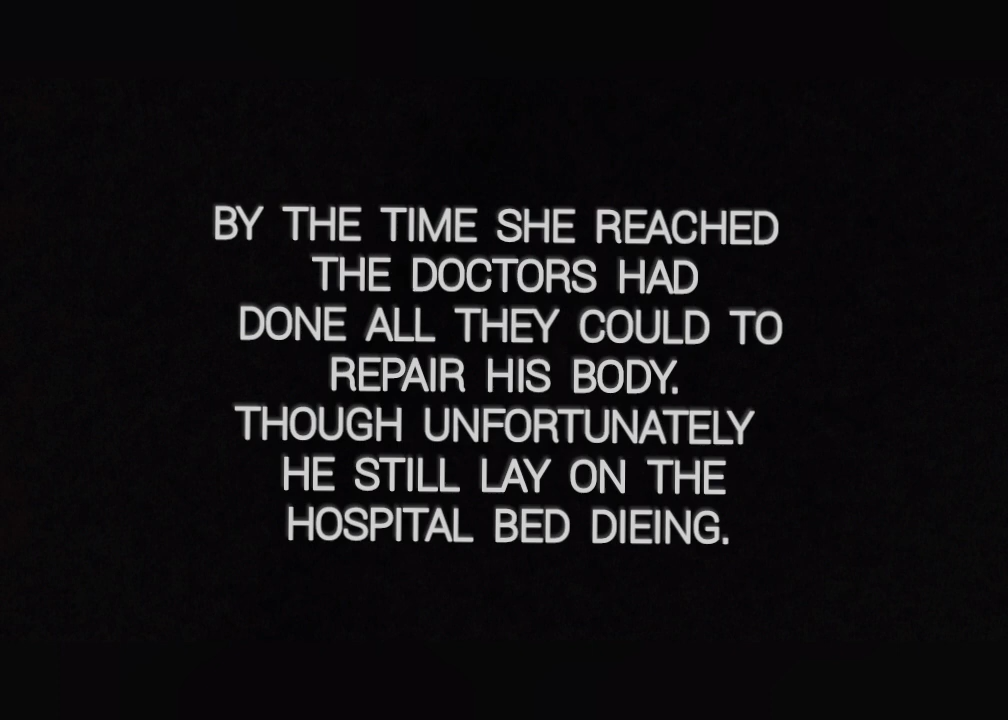 BY THE TIME SHE REACHED
THE DOCTORS HAD
DONE ALL THEY COULD TO
REPAIR HIS BODY.
THOUGH UNFORTUNATELY
HE STILL LAY ON THE
HOSPITAL BED DIEING.